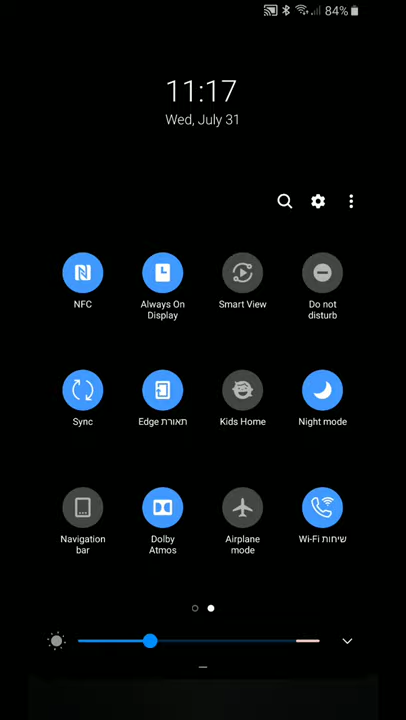 84%
11:17
Wed, July 31
NFC
Always On
Display
Smart View
Do not
disturb
Sync
Edge תאורת
Kids Home
Night mode
Navigation
bar
Dolby
Atmos
Airplane
mode
Wi-Fi שיחות